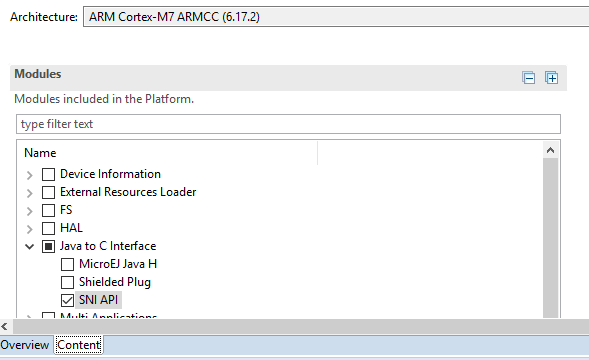 Architecture: ARM Cortex-M7 ARMCC (6.17.2)
Modules
Modules included in the Platform.
type filter text
Name
Device Information
External Resources Loader
FS
HAL
Java to C Interface
MicroEJ Java H
Shielded Plug
SNI API
Multi Applications
Overview Content